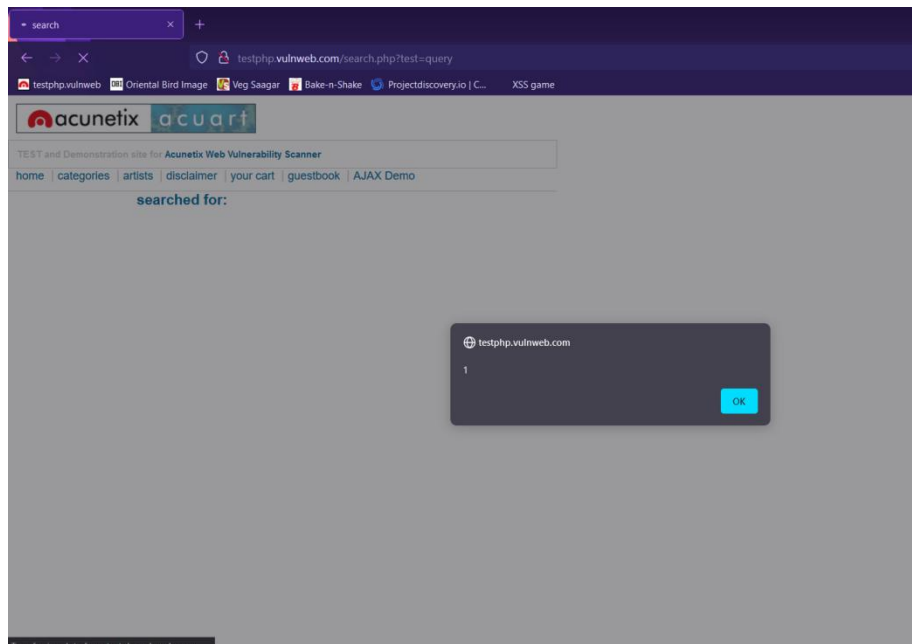 search
testphp.vulnweb.com/search.php?test=query
testphp.vulnweb OBI Oriental Bird Image Veg Saagar Bake-n-Shake Projectdiscovery.io | C... XSS game
acunetix acuart
TEST and Demonstration site for Acunetix Web Vulnerability Scanner
home | categories | artists | disclaimer | your cart | guestbook | AJAX Demo
searched for:
testphp.vulnweb.com
1
OK